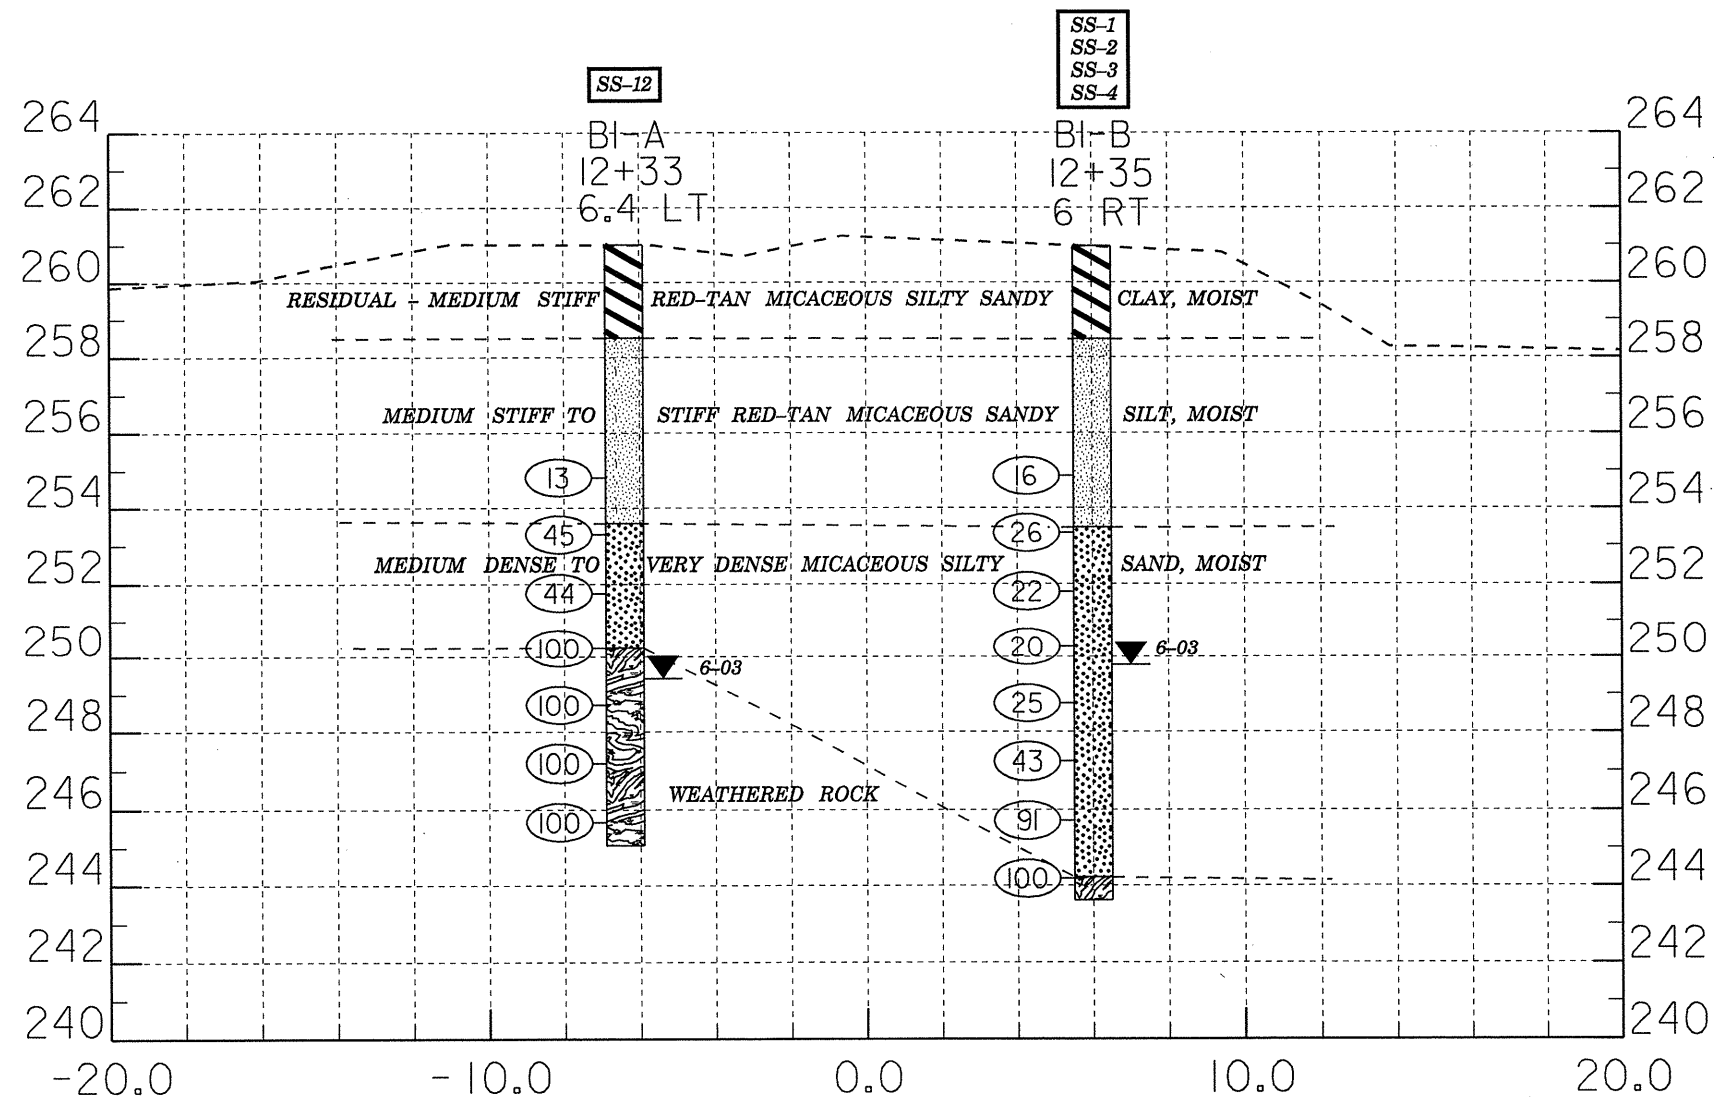 SS-1
SS-2
SS-3
SS-4
SS-12
B1-A
12+33
6.4 LT
B1-B
12+35
6 RT
264 264
262 262
260 260
RESIDUAL - MEDIUM STIFF RED-TAN MICACEOUS SILTY SANDY CLAY, MOIST
258 258
256 256
MEDIUM STIFF TO STIFF RED-TAN MICACEOUS SANDY SILT, MOIST
13 16
254 254
45 26
252 252
MEDIUM DENSE TO VERY DENSE MICACEOUS SILTY SAND, MOIST
44 22
250 250
100 20
6-03 6-03
100 25
248 248
100 43
246 246
WEATHERED ROCK
100 91
244 244
100
242 242
240 240
-20.0 -10.0 0.0 10.0 20.0